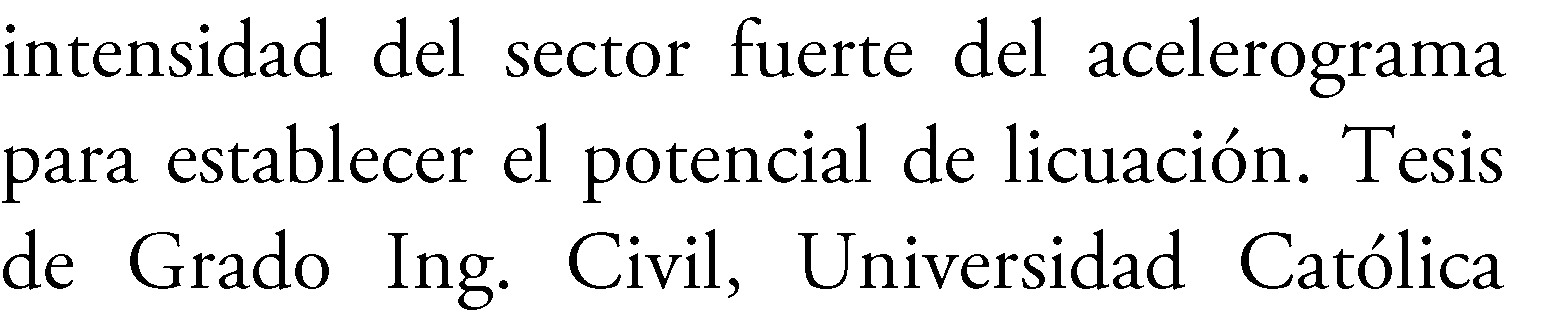 intensidad del sector fuerte del acelerograma
para establecer el potencial de licuación. Tesis
de Grado Ing. Civil, Universidad Católica